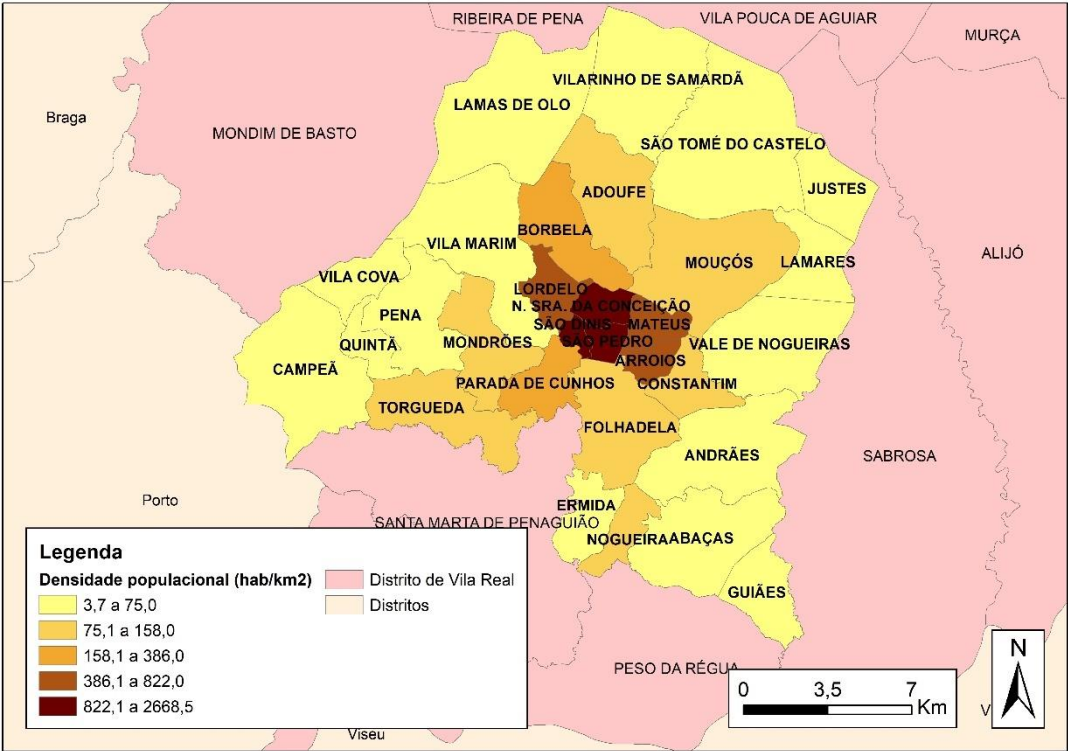 RIBEIRA DE PENA
VILA POUCA DE AGUIAR
MURÇA
VILARINHO DE SAMARDÃ
LAMAS DE OLO
Braga
MONDIM DE BASTO
SÃO TOMÉ DO CASTELO
JUSTES
ADOUFE
BORBELA
VILA MARIM
MOUÇÓS
LAMARES
ALIJÓ
VILA COVA
LORDELO
N. SRA. DA CONCEIÇÃO
PENA
SÃO DINIS
MATEUS
QUINTÃ
MONDRÕES
SÃO PEDRO
VALE DE NOGUEIRAS
CAMPEÃ
ARROIOS
PARADA DE CUNHOS
CONSTANTIM
TORGUEDA
FOLHADELA
ANDRÃES
SABROSA
Porto
ERMIDA
SANTA MARTA DE PENAGUIÃO
NOGUEIRA
ABAÇAS
GUIÃES
PESO DA RÉGUA
Viseu
V
Legenda
Densidade populacional (hab/km2)
3,7 a 75,0
75,1 a 158,0
158,1 a 386,0
386,1 a 822,0
822,1 a 2668,5
Distrito de Vila Real
Distritos
0 3,5 7
Km
N